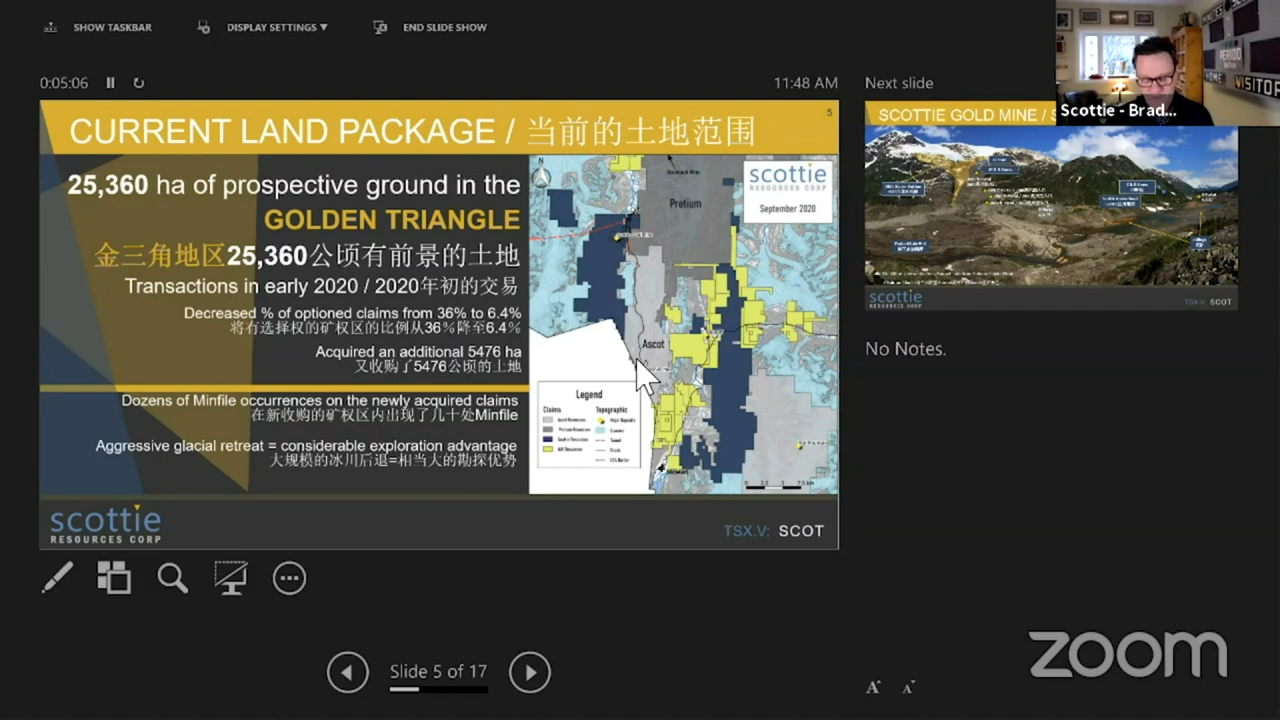 SHOW TASKBAR
DISPLAY SETTINGS ▼
END SLIDE SHOW
0:05:06
11:48 AM
Next slide
PERIOD
HOME
VISITOR
Scottie - Brad...
5
CURRENT LAND PACKAGE / 当前的土地范围
25,360 ha of prospective ground in the
GOLDEN TRIANGLE
金三角地区25,360公顷有前景的土地
Transactions in early 2020 / 2020年初的交易
Decreased % of optioned claims from 36% to 6.4%
将有选择权的矿权区的比例从36%降至6.4%
Acquired an additional 5476 ha
又收购了5476公顷的土地
Dozens of Minfile occurrences on the newly acquired claims
在新收购的矿权区内出现了几十处Minfile
Aggressive glacial retreat = considerable exploration advantage
大规模的冰川后退=相当大的勘探优势
N
Pretium
scottie
RESOURCES CORP
September 2020
Ascot
Legend
Claims
Topographic
Stewart
scottie
RESOURCES CORP
TSX.V: SCOT
SCOTTIE GOLD MINE / S
scottie
RESOURCES CORP
TSX.V: SCOT
No Notes.
Slide 5 of 17
A
A
zoom